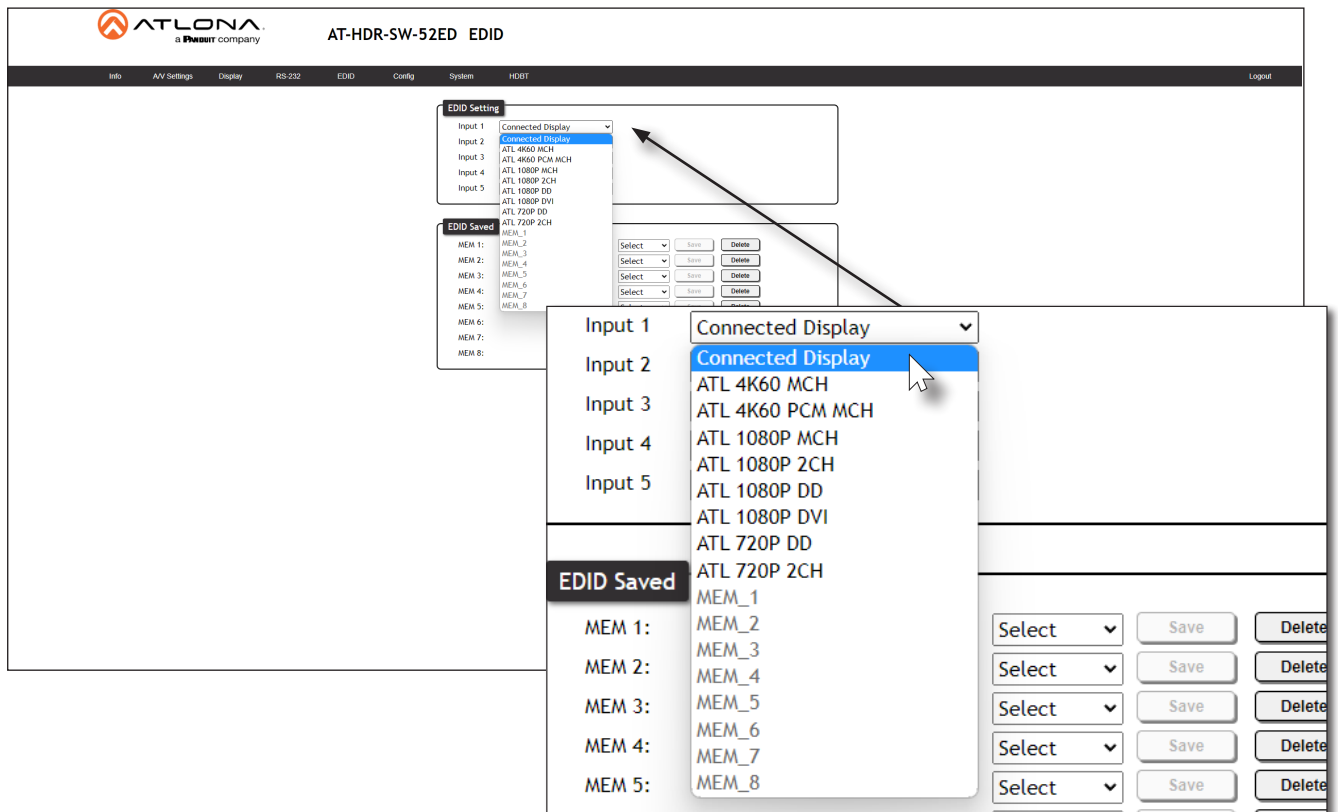 ATLONA.
a PANDUIT company
AT-HDR-SW-52ED EDID
Info A/V Settings Display RS-232 EDID Config System HDBT Logout
EDID Setting
Input 1 Connected Display
Input 2
Input 3
Input 4
Input 5
Connected Display
ATL 4K60 MCH
ATL 4K60 PCM MCH
ATL 1080P MCH
ATL 1080P 2CH
ATL 1080P DD
ATL 1080P DVI
ATL 720P DD
ATL 720P 2CH
MEM_1
MEM_2
MEM_3
MEM_4
MEM_5
MEM_6
MEM_7
MEM_8
EDID Saved
MEM 1: Select Save Delete
MEM 2: Select Save Delete
MEM 3: Select Save Delete
MEM 4: Select Save Delete
MEM 5:
MEM 6:
MEM 7:
MEM 8:
Input 1 Connected Display
Input 2
Input 3
Input 4
Input 5
Connected Display
ATL 4K60 MCH
ATL 4K60 PCM MCH
ATL 1080P MCH
ATL 1080P 2CH
ATL 1080P DD
ATL 1080P DVI
ATL 720P DD
ATL 720P 2CH
MEM_1
MEM_2
MEM_3
MEM_4
MEM_5
MEM_6
MEM_7
MEM_8
EDID Saved
MEM 1: Select Save Delete
MEM 2: Select Save Delete
MEM 3: Select Save Delete
MEM 4: Select Save Delete
MEM 5: Select Save Delete